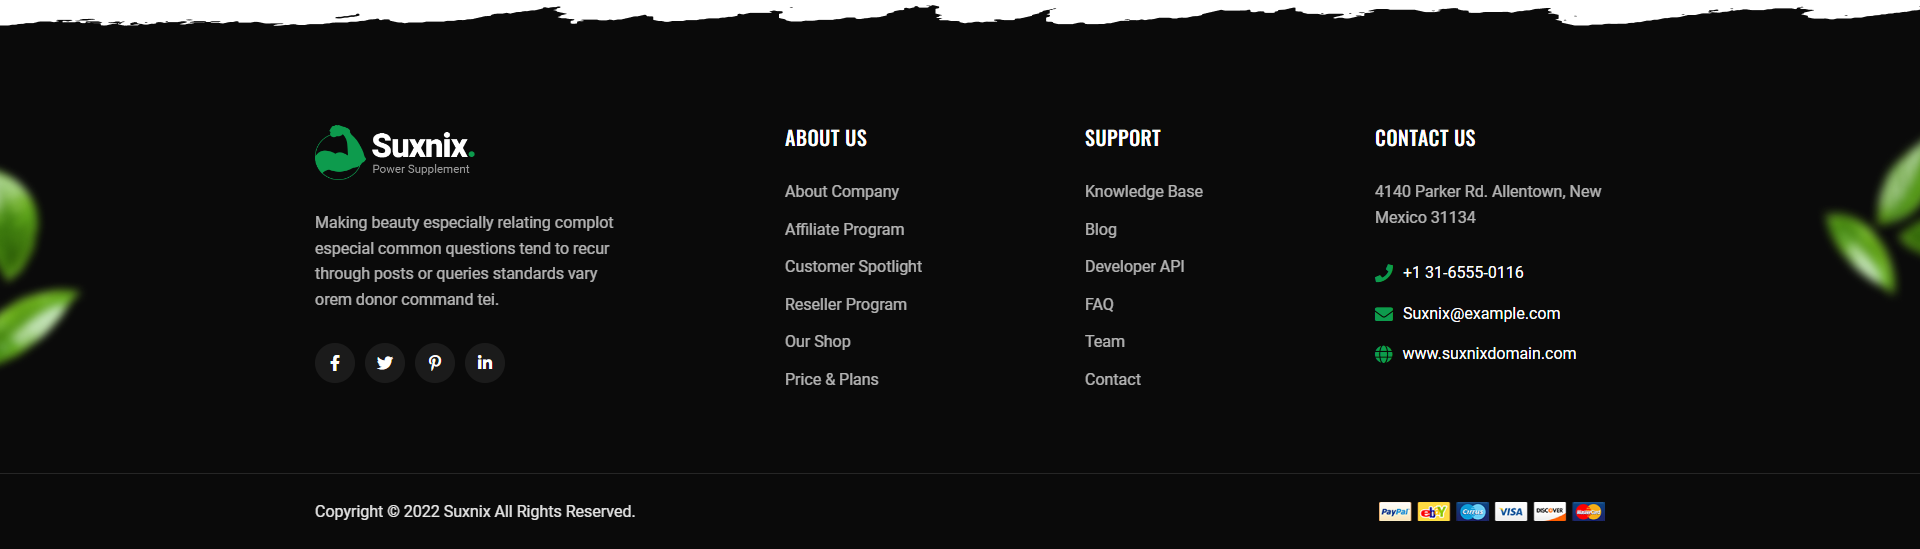 Suxnix.
Power Supplement
Making beauty especially relating complot
especial common questions tend to recur
through posts or queries standards vary
orem donor command tei.
ABOUT US
About Company
Affiliate Program
Customer Spotlight
Reseller Program
Our Shop
Price & Plans
SUPPORT
Knowledge Base
Blog
Developer API
FAQ
Team
Contact
CONTACT US
4140 Parker Rd. Allentown, New
Mexico 31134
+1 31-6555-0116
Suxnix@example.com
www.suxnixdomain.com
Copyright © 2022 Suxnix All Rights Reserved.
PayPal ebY Cirrus VISA DISCOVER MasterCard